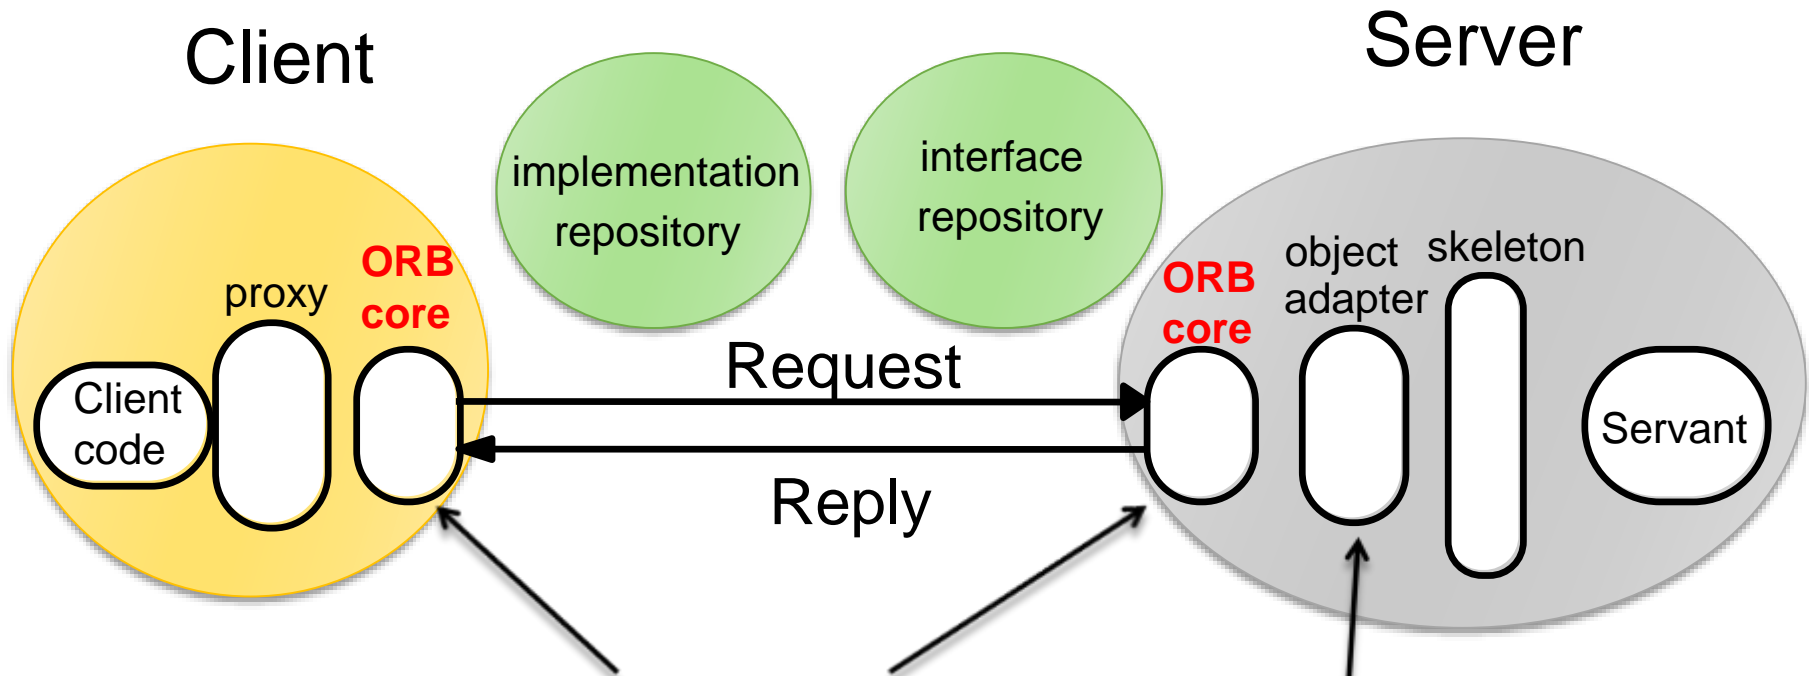 Client
Server
implementation
repository
interface
repository
ORB
core
proxy
Client
code
Request
Reply
ORB
core
object
adapter
skeleton
Servant